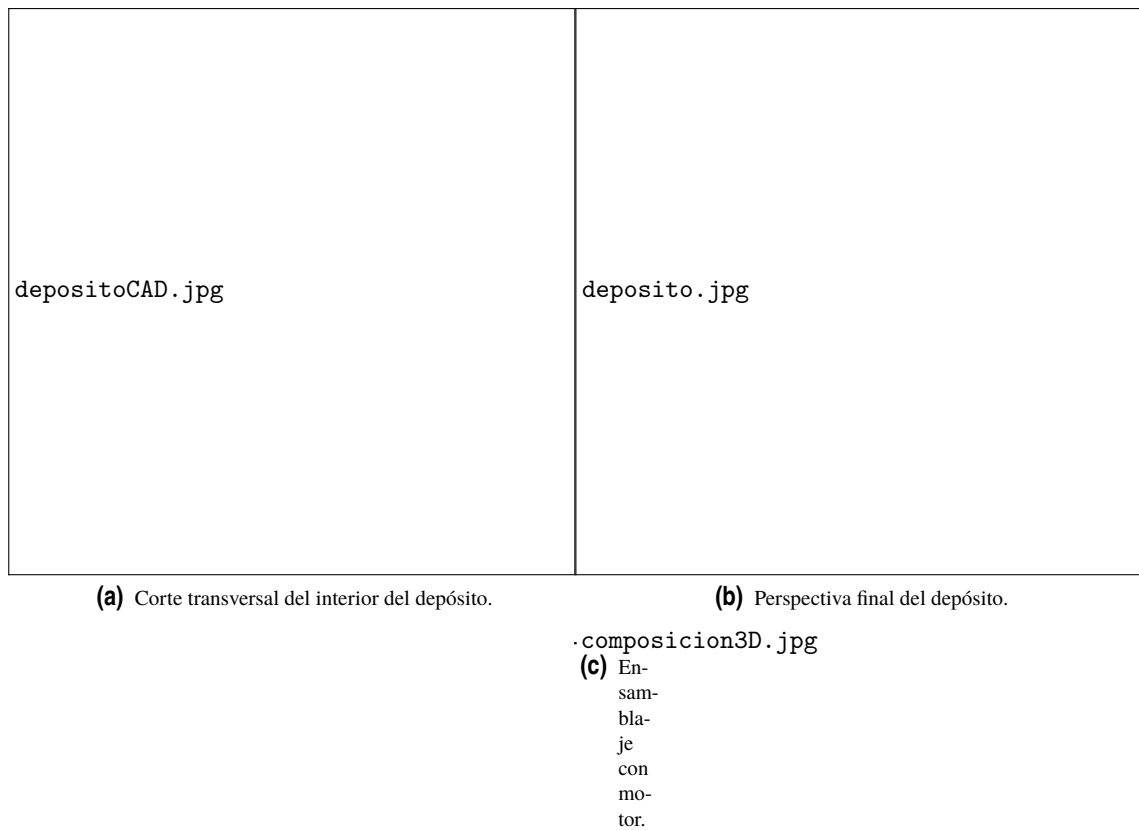 depositoCAD.jpg
deposito.jpg
(a) Corte transversal del interior del depósito.
(b) Perspectiva final del depósito.
composicion3D.jpg
(c) En-
sam-
bla-
je
con
mo-
tor.